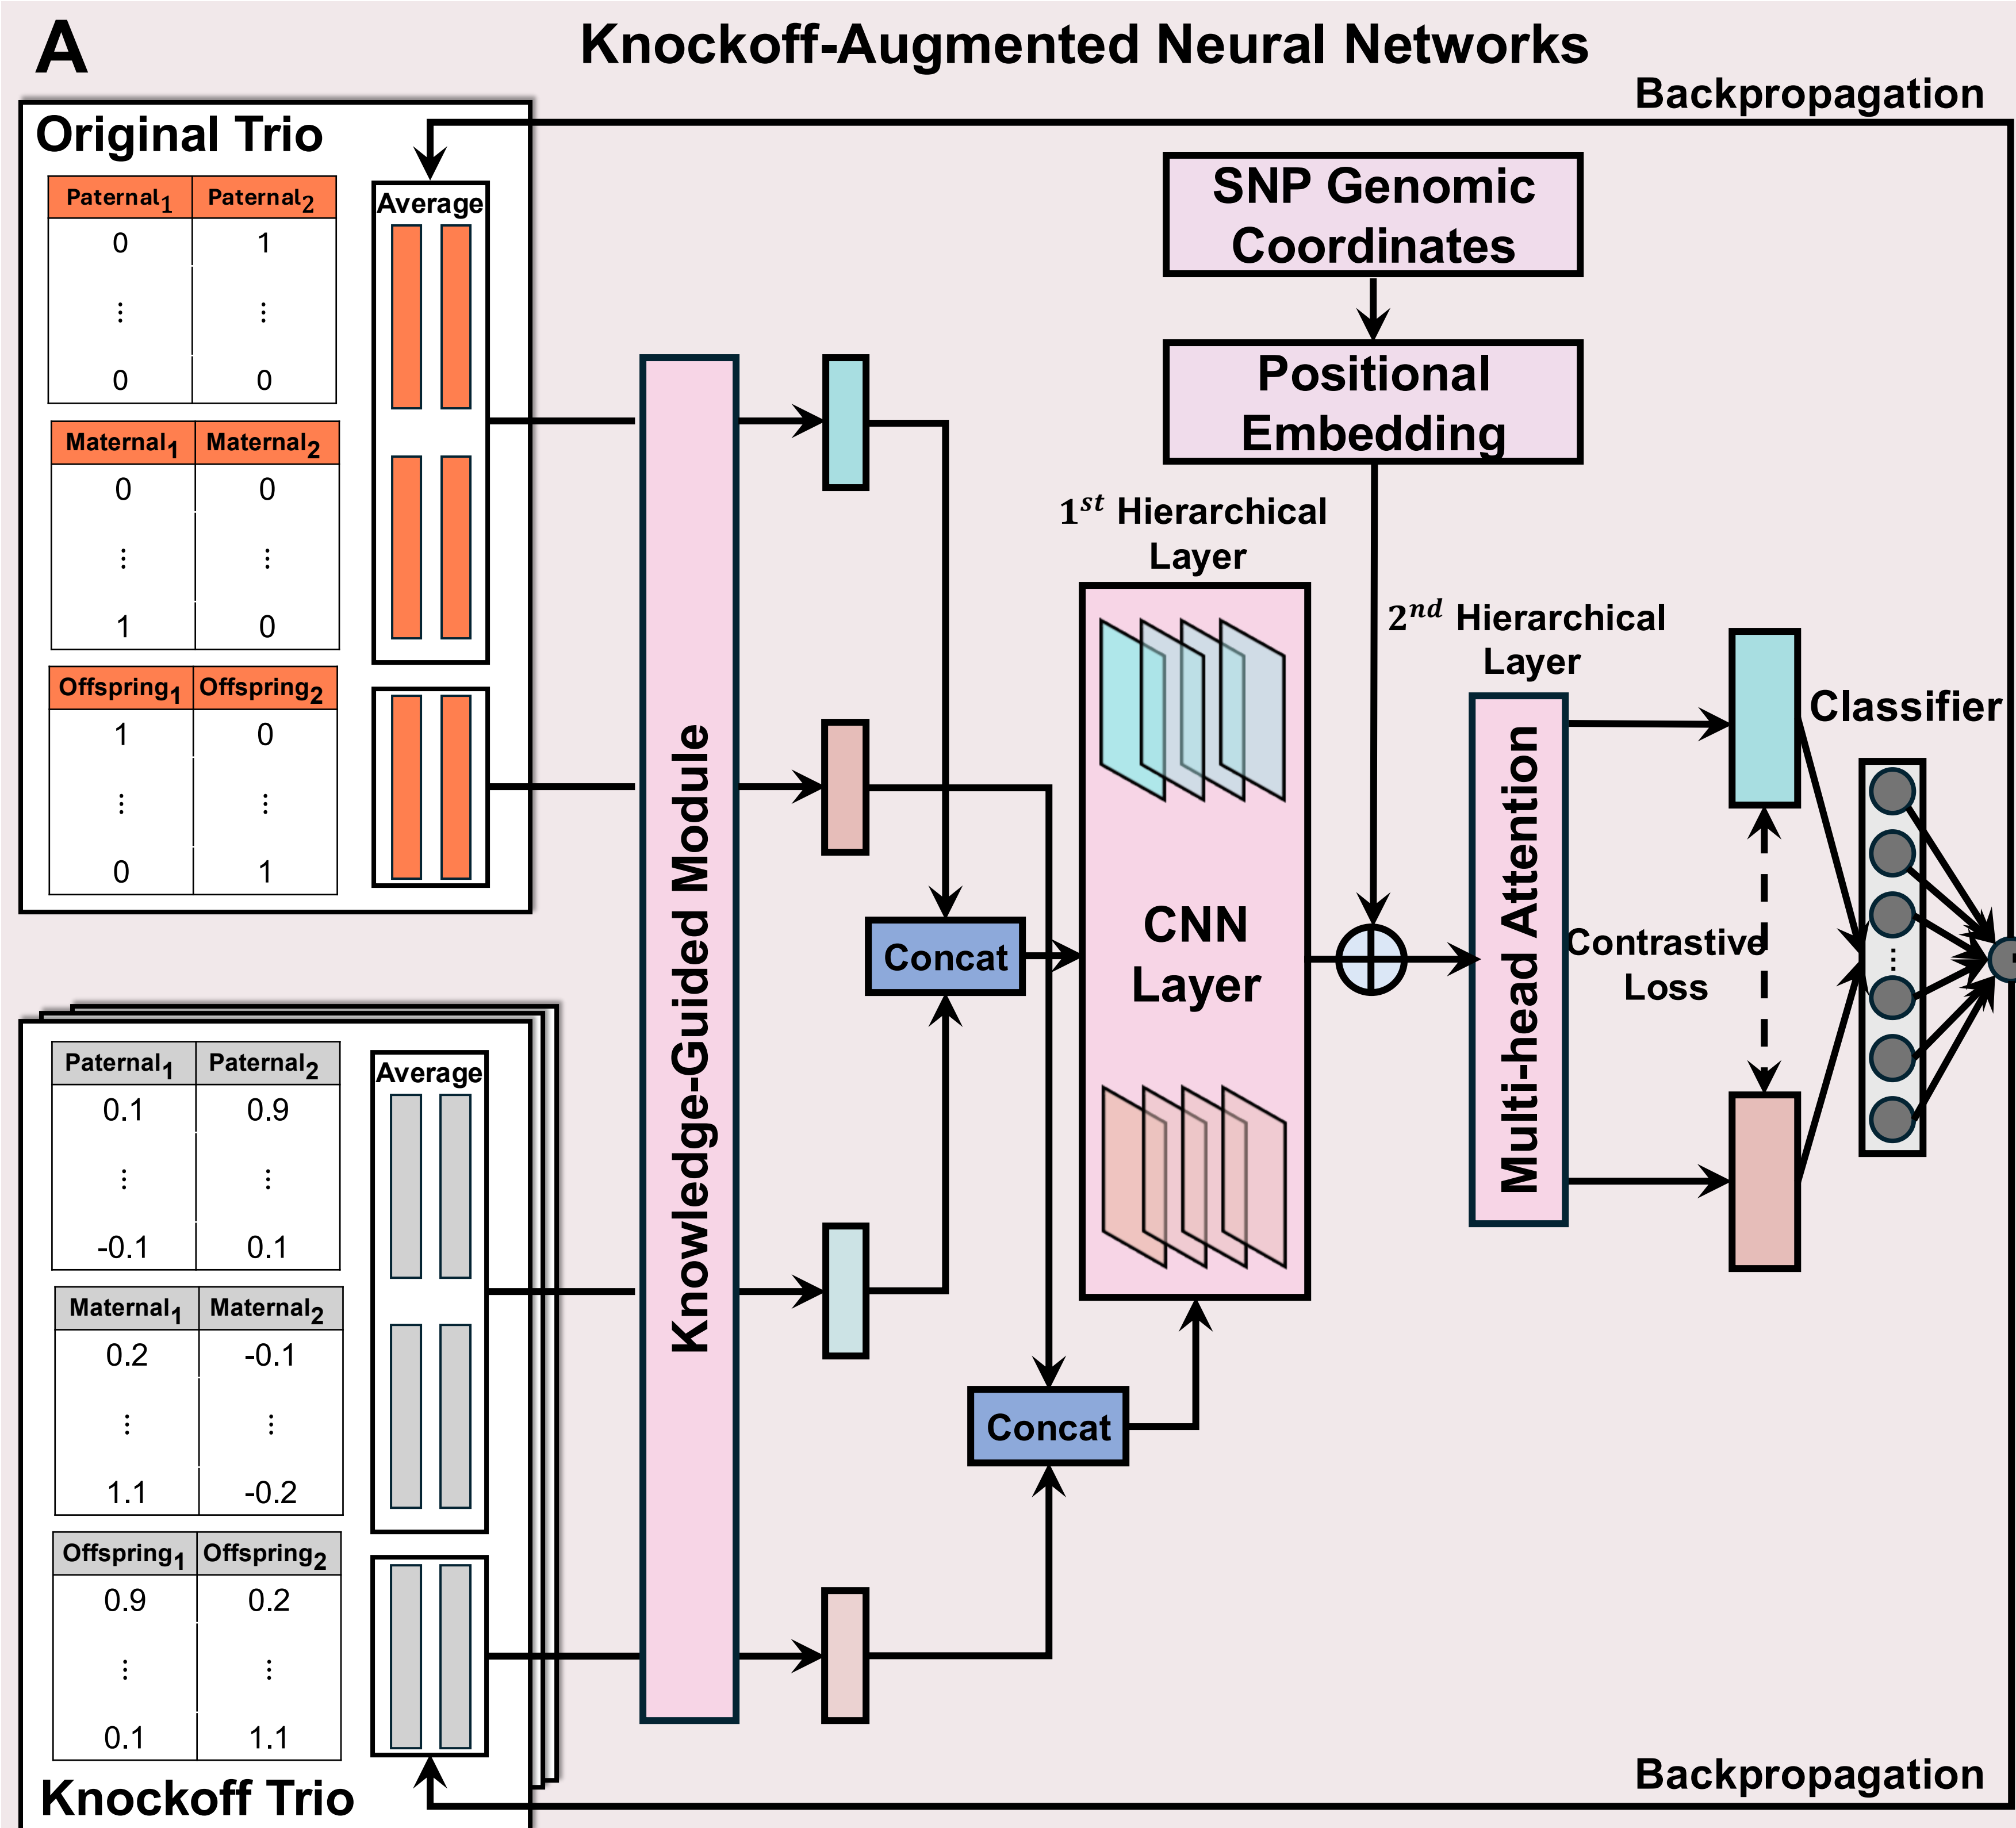 A
Knockoff-Augmented Neural Networks
Backpropagation
Original Trio
Paternal1 Paternal2
0 1
⋮ ⋮
0 0
Maternal1 Maternal2
0 0
⋮ ⋮
1 0
Offspring1 Offspring2
1 0
⋮ ⋮
0 1
Average
SNP Genomic
Coordinates
Positional
Embedding
1st Hierarchical
Layer
2nd Hierarchical
Layer
Classifier
Knowledge-Guided Module
Concat
CNN
Layer
Multi-head Attention
Contrastive
Loss
⋮
Concat
Paternal1 Paternal2
0.1 0.9
⋮ ⋮
-0.1 0.1
Maternal1 Maternal2
0.2 -0.1
⋮ ⋮
1.1 -0.2
Offspring1 Offspring2
0.9 0.2
⋮ ⋮
0.1 1.1
Average
Knockoff Trio
Backpropagation